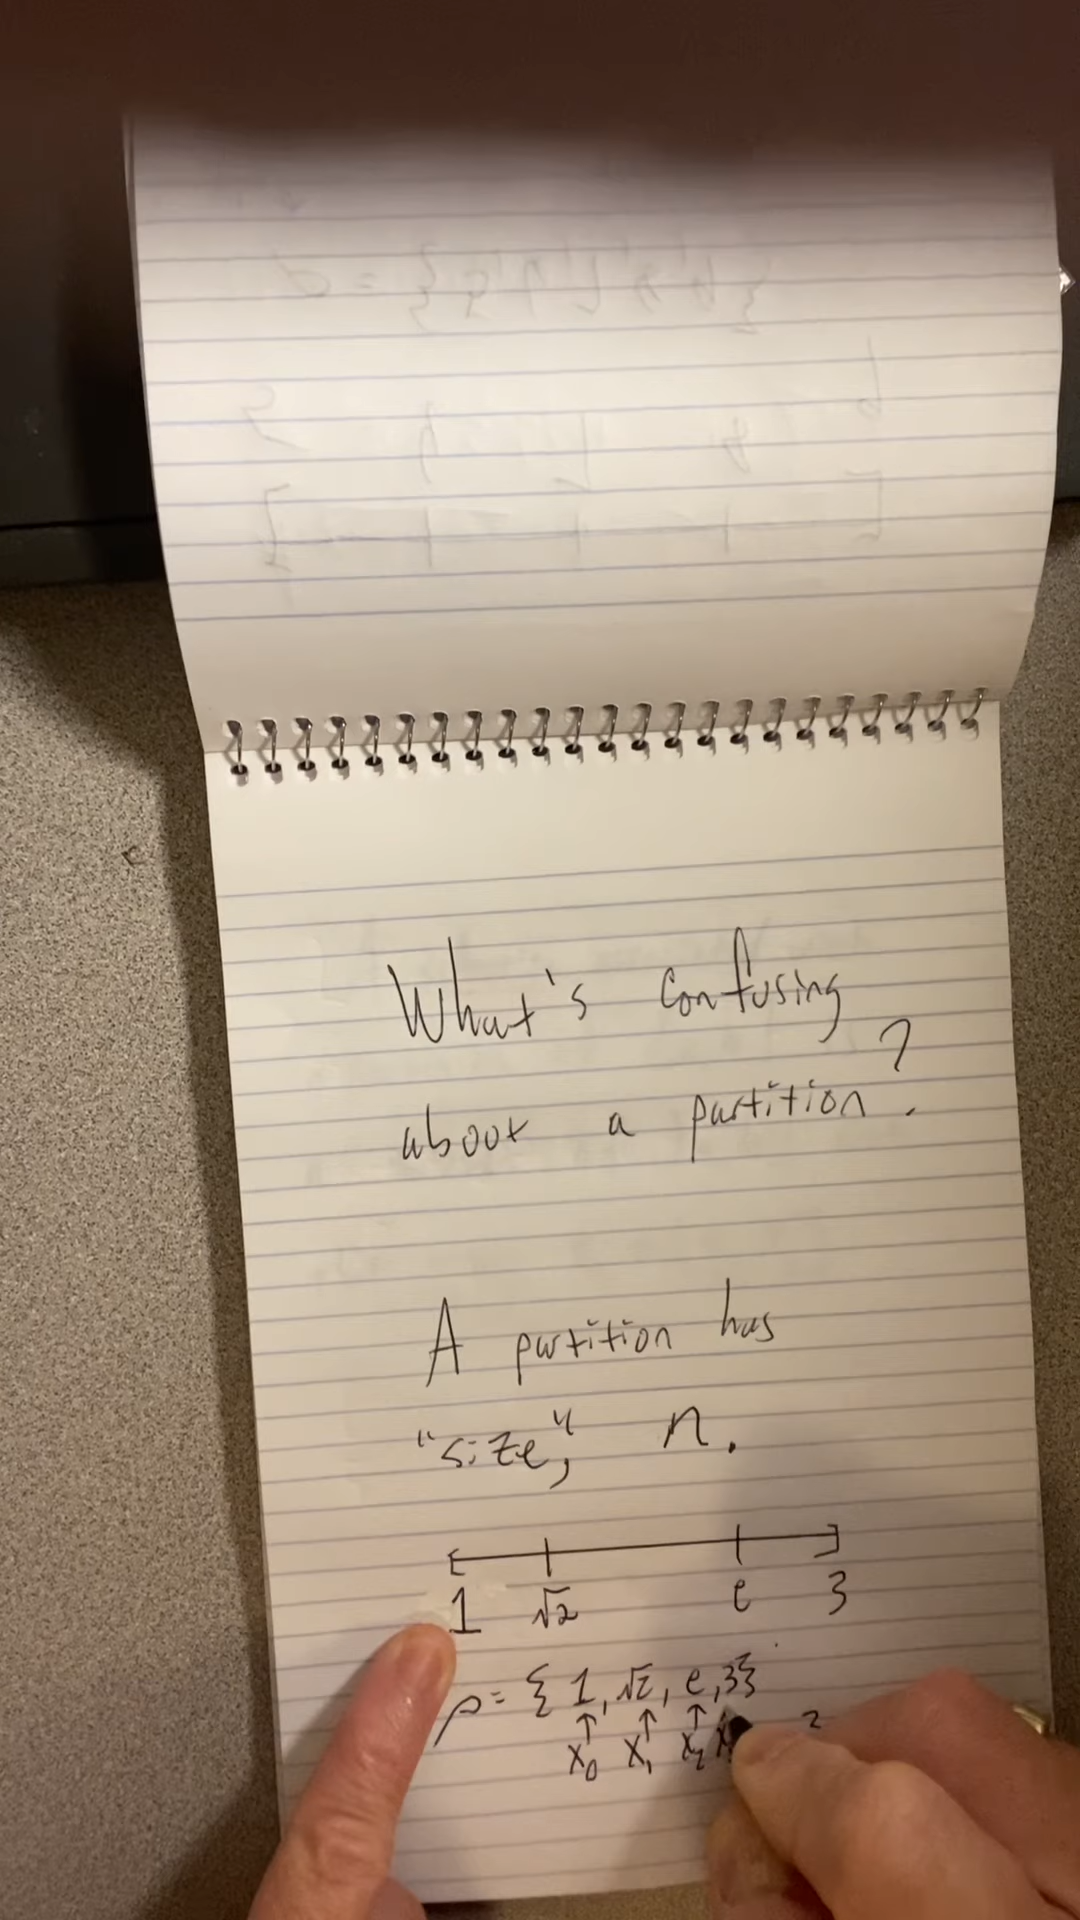 What's confusing
about a partition?
A partition has
"size," n.
1 √2 e 3
ρ = { 1, √2, e, 3}
↑ ↑ ↑
x₀ x₁ x₂